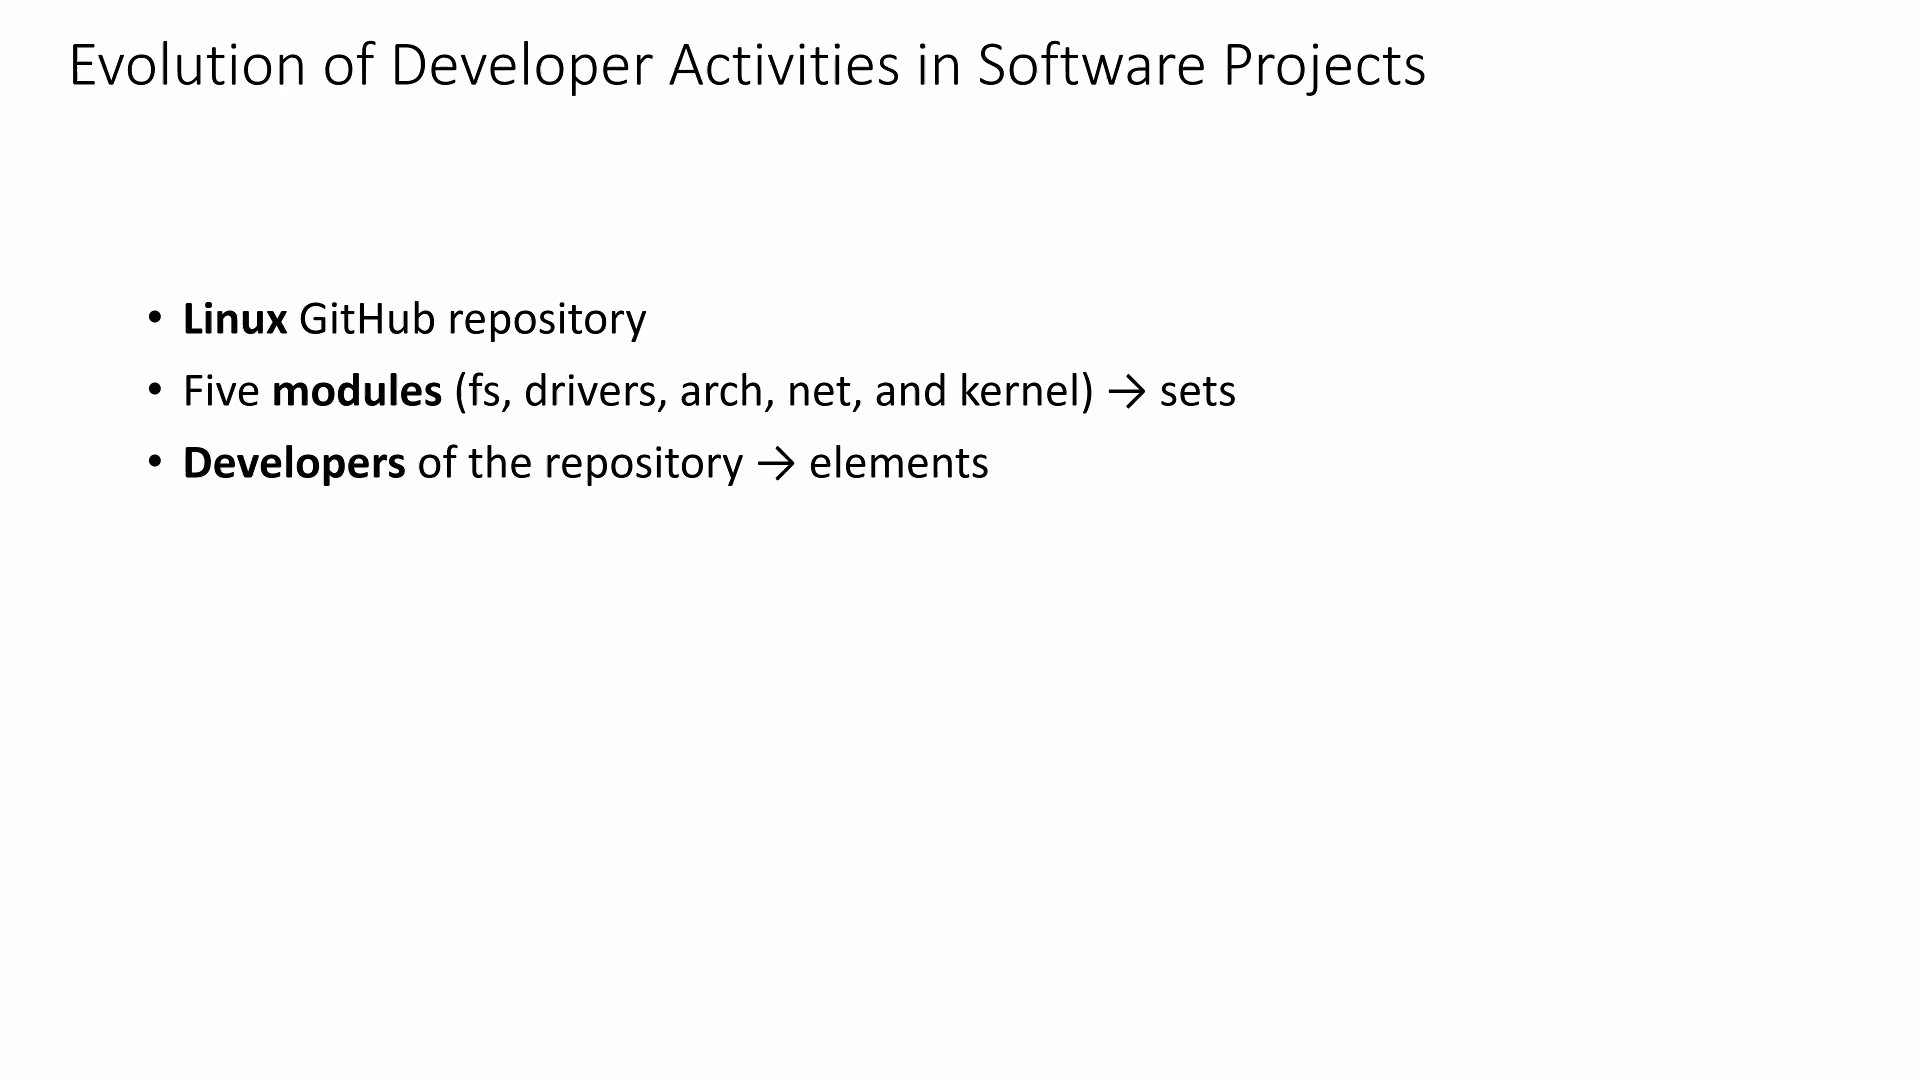 Evolution of Developer Activities in Software Projects
• Linux GitHub repository
• Five modules (fs, drivers, arch, net, and kernel) → sets
• Developers of the repository → elements